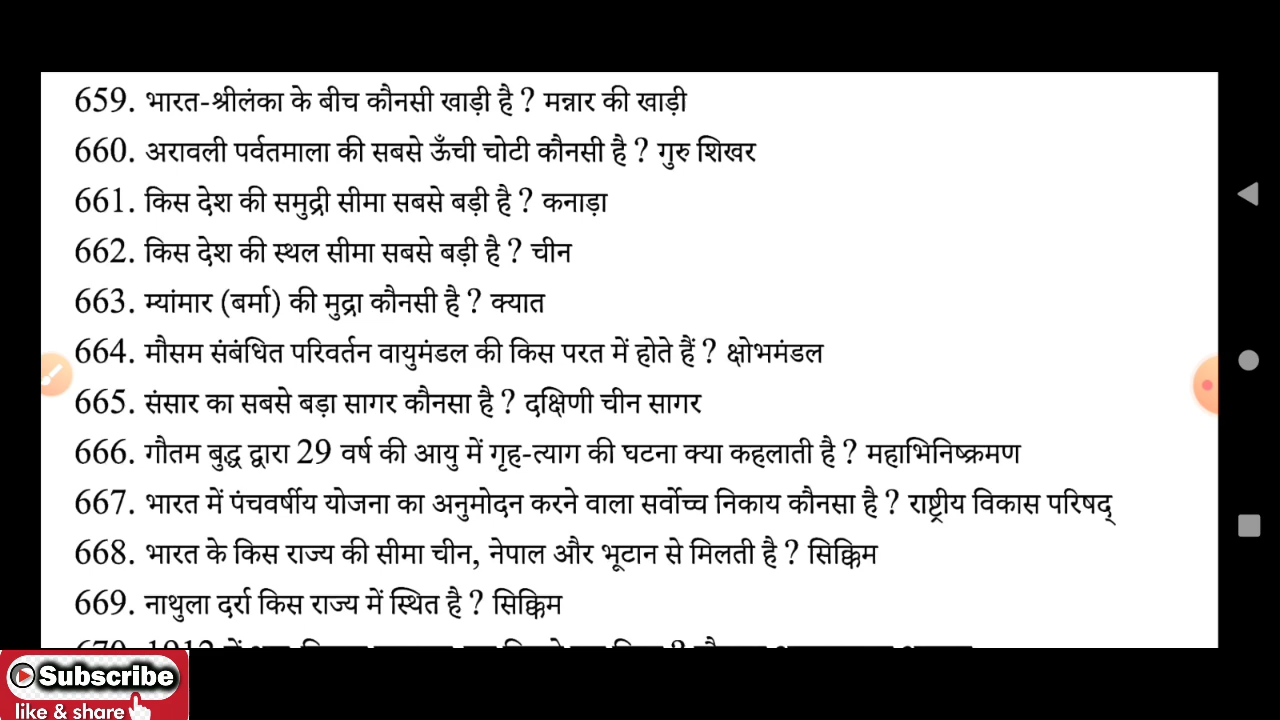 659. भारत-श्रीलंका के बीच कौनसी खाड़ी है ? मन्नार की खाड़ी
660. अरावली पर्वतमाला की सबसे ऊँची चोटी कौनसी है ? गुरु शिखर
661. किस देश की समुद्री सीमा सबसे बड़ी है ? कनाड़ा
662. किस देश की स्थल सीमा सबसे बड़ी है ? चीन
663. म्यांमार (बर्मा) की मुद्रा कौनसी है ? क्यात
664. मौसम संबंधित परिवर्तन वायुमंडल की किस परत में होते हैं ? क्षोभमंडल
665. संसार का सबसे बड़ा सागर कौनसा है ? दक्षिणी चीन सागर
666. गौतम बुद्ध द्वारा 29 वर्ष की आयु में गृह-त्याग की घटना क्या कहलाती है ? महाभिनिष्क्रमण
667. भारत में पंचवर्षीय योजना का अनुमोदन करने वाला सर्वोच्च निकाय कौनसा है ? राष्ट्रीय विकास परिषद्
668. भारत के किस राज्य की सीमा चीन, नेपाल और भूटान से मिलती है ? सिक्किम
669. नाथुला दर्रा किस राज्य में स्थित है ? सिक्किम
Subscribe
like & share